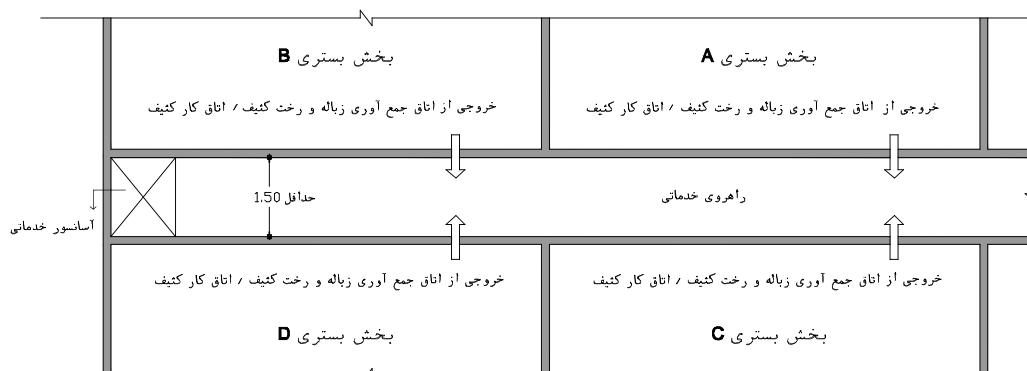 بخش بستری A
بخش بستری B
خروجی از اتاق جمع آوری زباله و رخت کثیف / اتاق کار کثیف
خروجی از اتاق جمع آوری زباله و رخت کثیف / اتاق کار کثیف
راهروی خدماتی
حداقل 1.50
آسانسور خدماتی
خروجی از اتاق جمع آوری زباله و رخت کثیف / اتاق کار کثیف
خروجی از اتاق جمع آوری زباله و رخت کثیف / اتاق کار کثیف
بخش بستری C
بخش بستری D